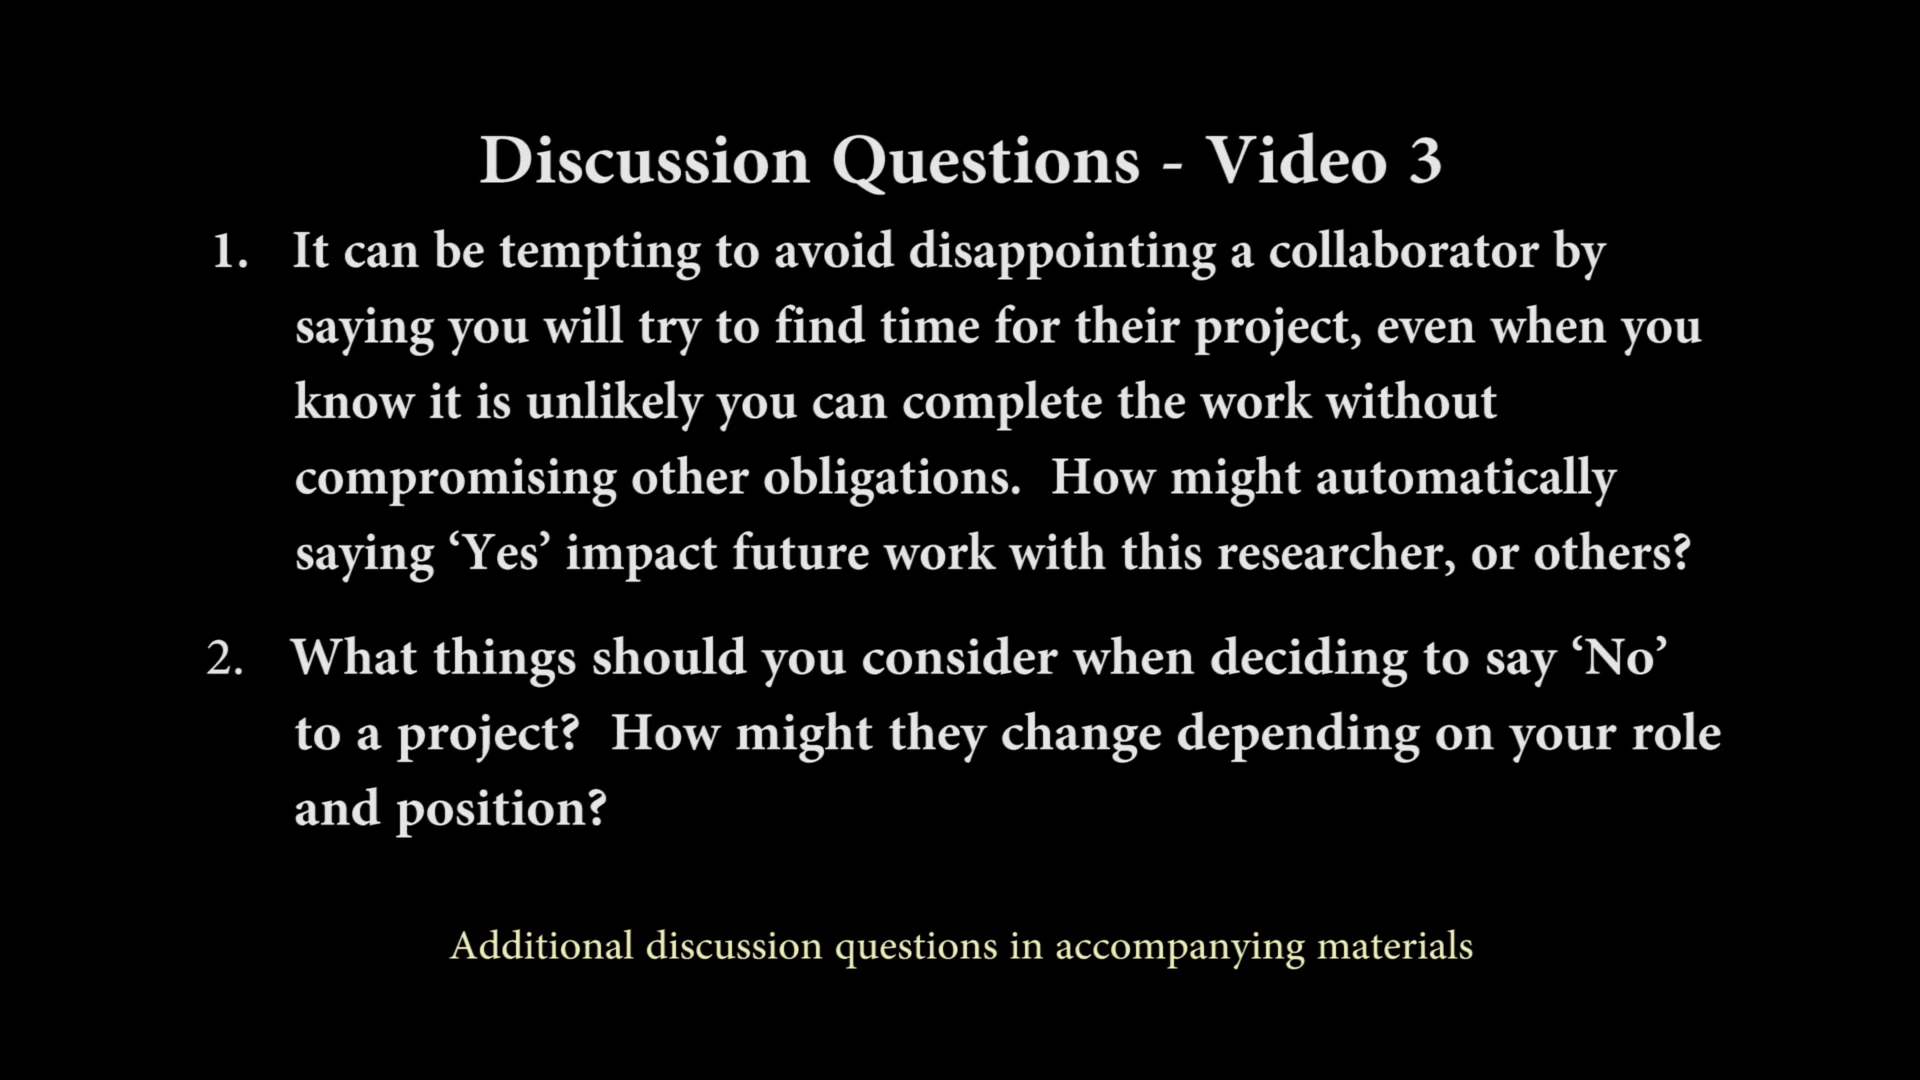 Discussion Questions - Video 3
1. It can be tempting to avoid disappointing a collaborator by
saying you will try to find time for their project, even when you
know it is unlikely you can complete the work without
compromising other obligations.  How might automatically
saying ‘Yes’ impact future work with this researcher, or others?
2. What things should you consider when deciding to say ‘No’
to a project?  How might they change depending on your role
and position?
Additional discussion questions in accompanying materials